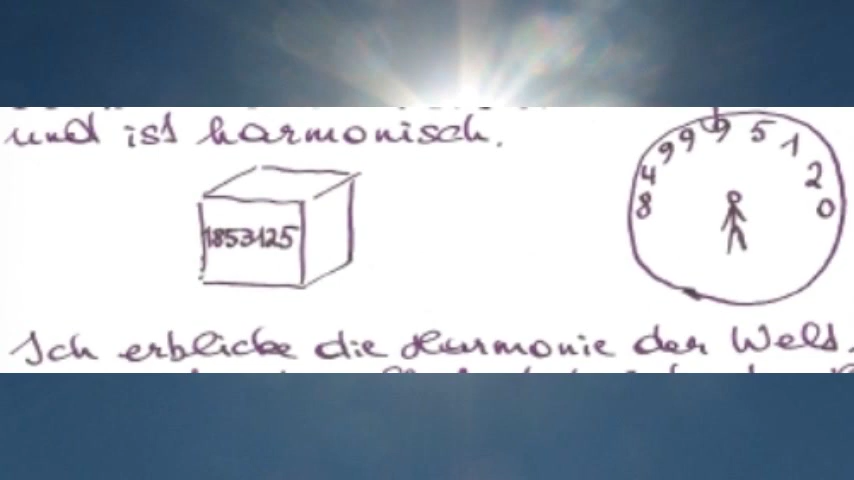 und ist harmonisch.
8 4 9 9 9 5 1 2 0
1853125
Ich erblicke die Harmonie der Welt.